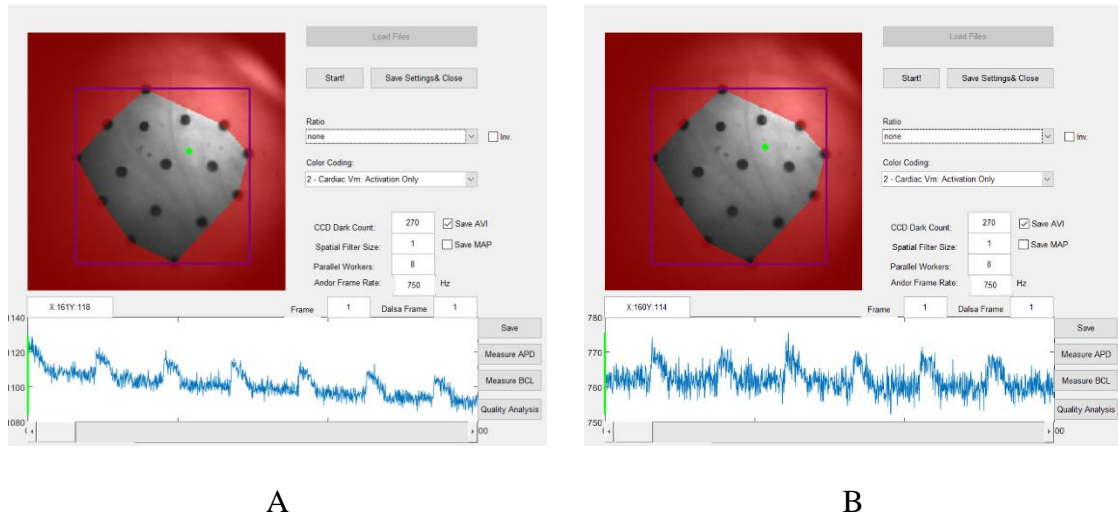 Load Files
Start! Save Settings& Close
Ratio
none Inv.
Color Coding:
2 - Cardiac Vm: Activation Only
CCD Dark Count: 270 Save AVI
Spatial Filter Size: 1 Save MAP
Parallel Workers: 8
Andor Frame Rate: 750 Hz
X:161Y:118 Frame 1 Dalsa Frame 1
1140
1120
1100
1080
Save
Measure APD
Measure BCL
Quality Analysis
00
A
Load Files
Start! Save Settings& Close
Ratio
none Inv.
Color Coding:
2 - Cardiac Vm: Activation Only
CCD Dark Count: 270 Save AVI
Spatial Filter Size: 1 Save MAP
Parallel Workers: 8
Andor Frame Rate: 750 Hz
X:160Y:114 Frame 1 Dalsa Frame 1
780
770
760
750
Save
Measure APD
Measure BCL
Quality Analysis
00
B